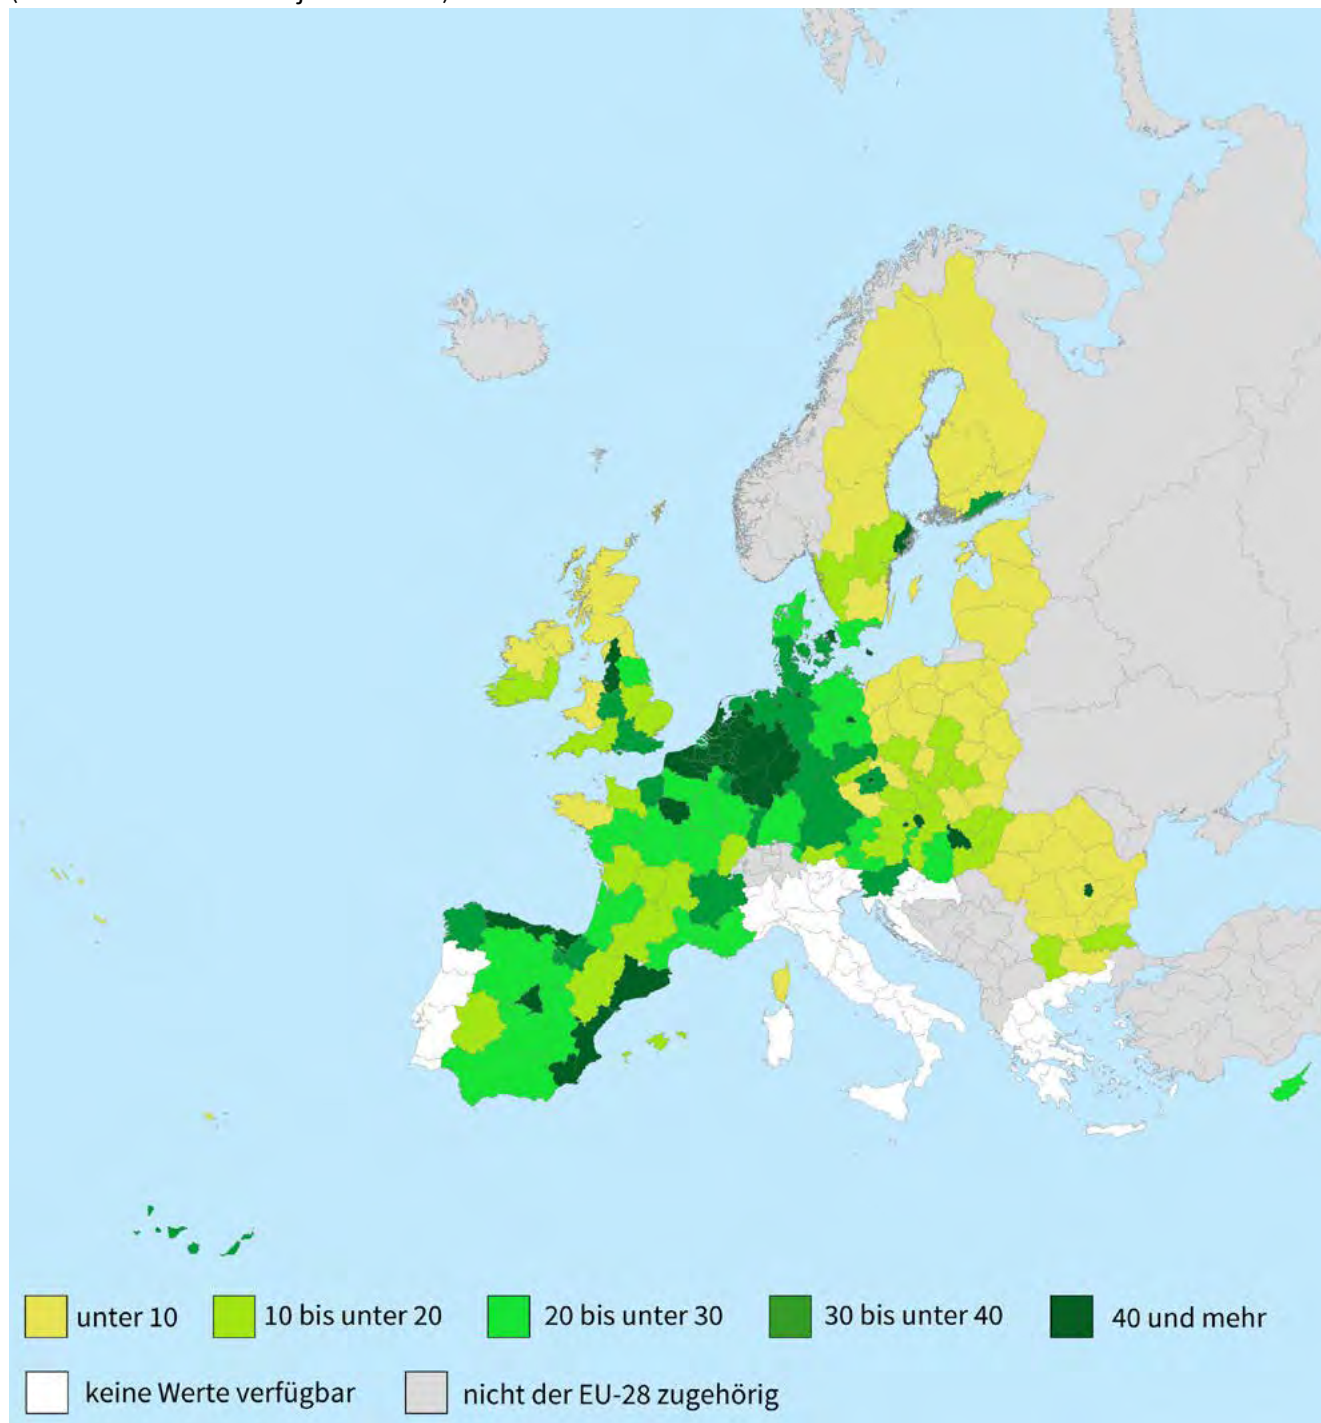 unter 10
10 bis unter 20
20 bis unter 30
30 bis unter 40
40 und mehr
keine Werte verfügbar
nicht der EU-28 zugehörig